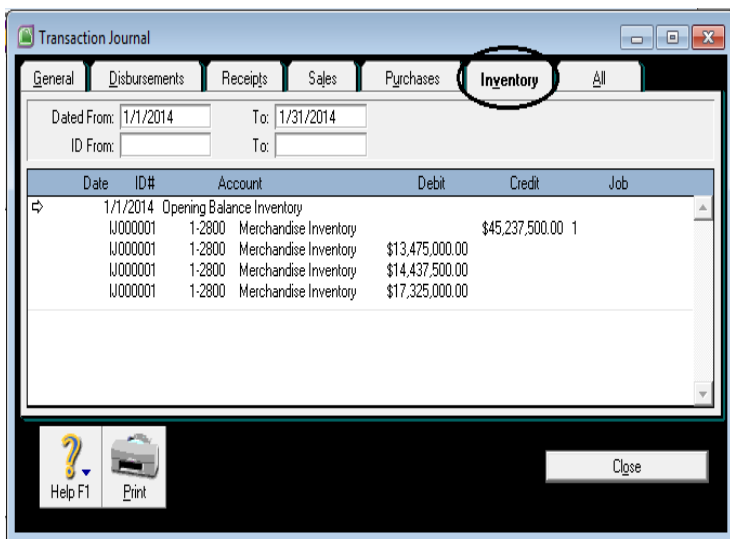 Transaction Journal
General Disbursements Receipts Sales Purchases Inventory All
Dated From: 1/1/2014 To: 1/31/2014
ID From: To:
Date ID# Account Debit Credit Job
1/1/2014 Opening Balance Inventory
IJ000001 1-2800 Merchandise Inventory $45,237,500.00 1
IJ000001 1-2800 Merchandise Inventory $13,475,000.00
IJ000001 1-2800 Merchandise Inventory $14,437,500.00
IJ000001 1-2800 Merchandise Inventory $17,325,000.00
Help F1 Print Close